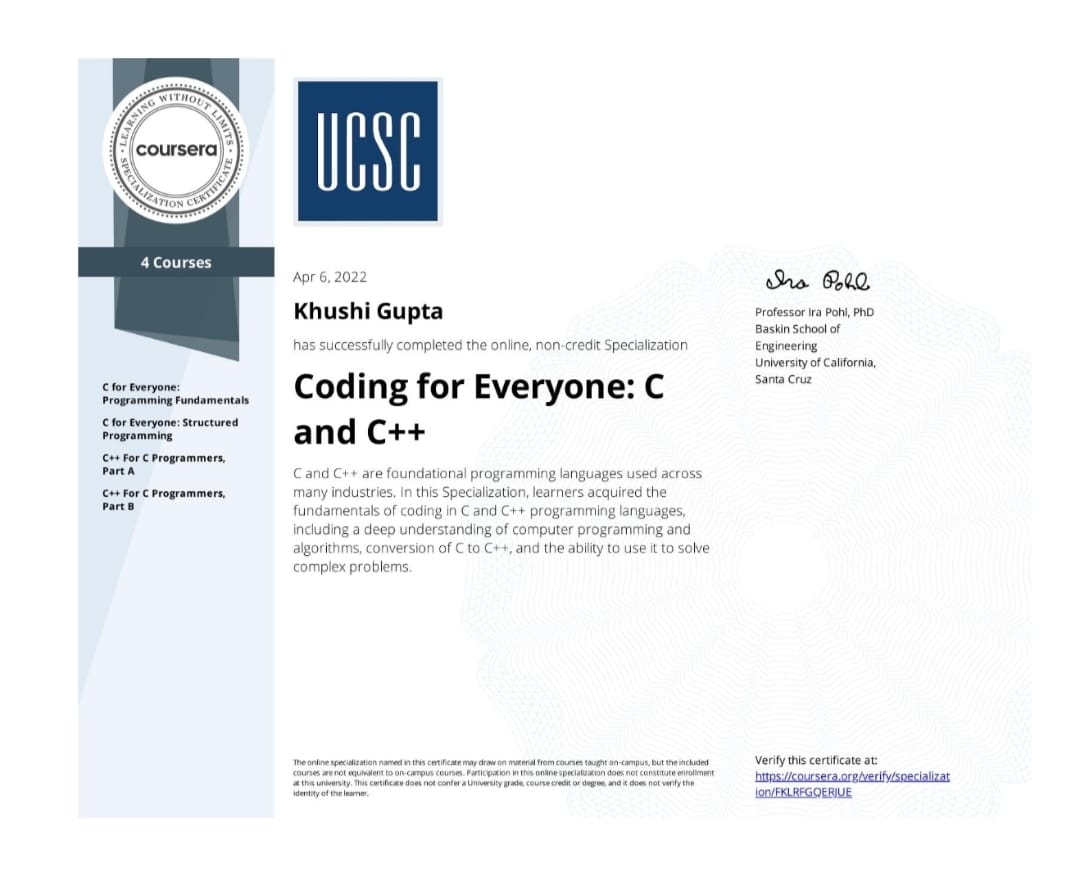 LEARNING WITHOUT LIMITS
coursera
SPECIALIZATION CERTIFICATE
4 Courses
C for Everyone:
Programming Fundamentals
C for Everyone: Structured
Programming
C++ For C Programmers,
Part A
C++ For C Programmers,
Part B
UCSC
Apr 6, 2022
Khushi Gupta
has successfully completed the online, non-credit Specialization
Coding for Everyone: C
and C++
C and C++ are foundational programming languages used across
many industries. In this Specialization, learners acquired the
fundamentals of coding in C and C++ programming languages,
including a deep understanding of computer programming and
algorithms, conversion of C to C++, and the ability to use it to solve
complex problems.
Ira Pohl
Professor Ira Pohl, PhD
Baskin School of
Engineering
University of California,
Santa Cruz
The online specialization named in this certificate may draw on material from courses taught on-campus, but the included
courses are not equivalent to on-campus courses. Participation in this online specialization does not constitute enrollment
at this university. This certificate does not confer a University grade, course credit or degree, and it does not verify the
identity of the learner.
Verify this certificate at:
https://coursera.org/verify/specializat
ion/FKLRFGQERJUE